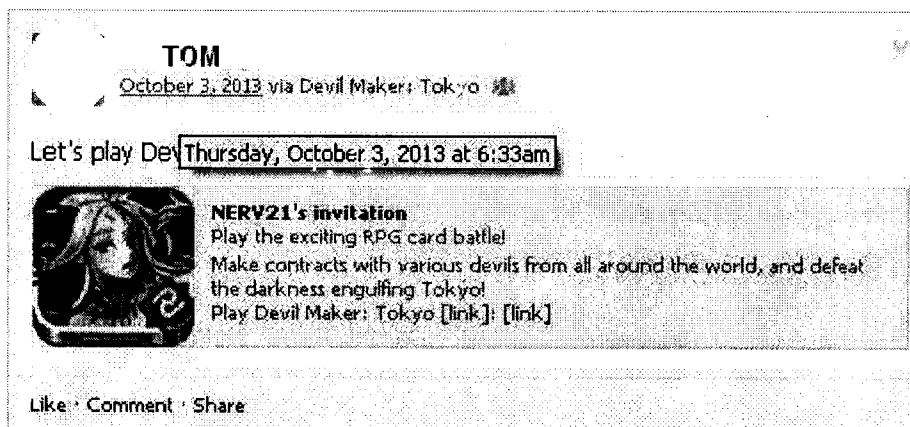 TOM
October 3, 2013 via Devil Maker: Tokyo
Let's play Dev
Thursday, October 3, 2013 at 6:33am
NERV21's invitation
Play the exciting RPG card battle!
Make contracts with various devils from all around the world, and defeat
the darkness engulfing Tokyo!
Play Devil Maker: Tokyo [link]: [link]
Like · Comment · Share